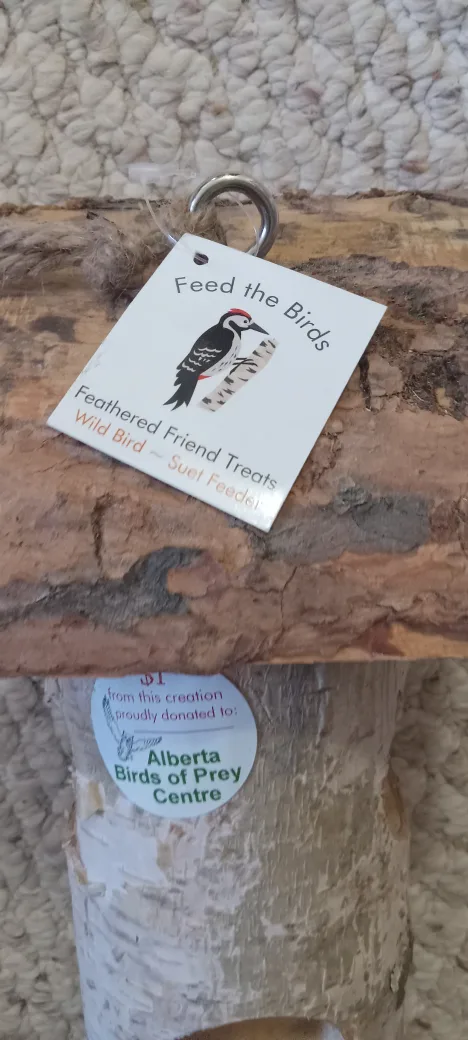 Feed the Birds
Feathered Friend Treats
Wild Bird ~ Suet Feeder
$1
from this creation
proudly donated to:
Alberta
Birds of Prey
Centre